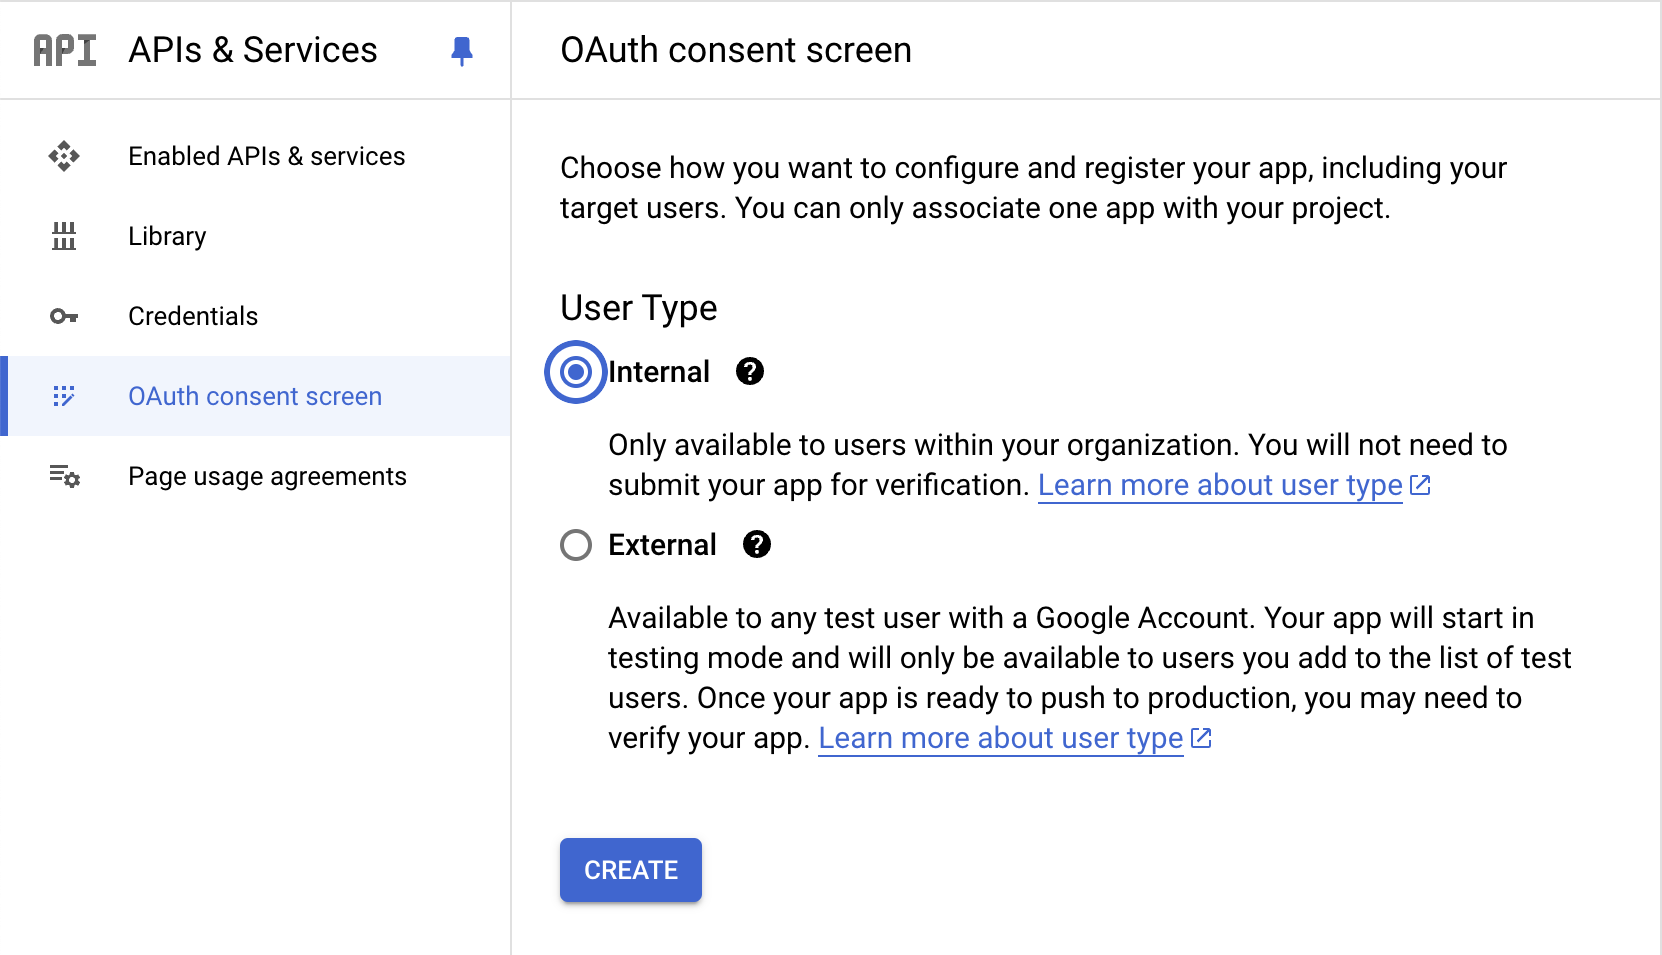 API APIs & Services
OAuth consent screen
Enabled APIs & services
Library
Credentials
OAuth consent screen
Page usage agreements
Choose how you want to configure and register your app, including your
target users. You can only associate one app with your project.
User Type
Internal ?
Only available to users within your organization. You will not need to
submit your app for verification. Learn more about user type
External ?
Available to any test user with a Google Account. Your app will start in
testing mode and will only be available to users you add to the list of test
users. Once your app is ready to push to production, you may need to
verify your app. Learn more about user type
CREATE